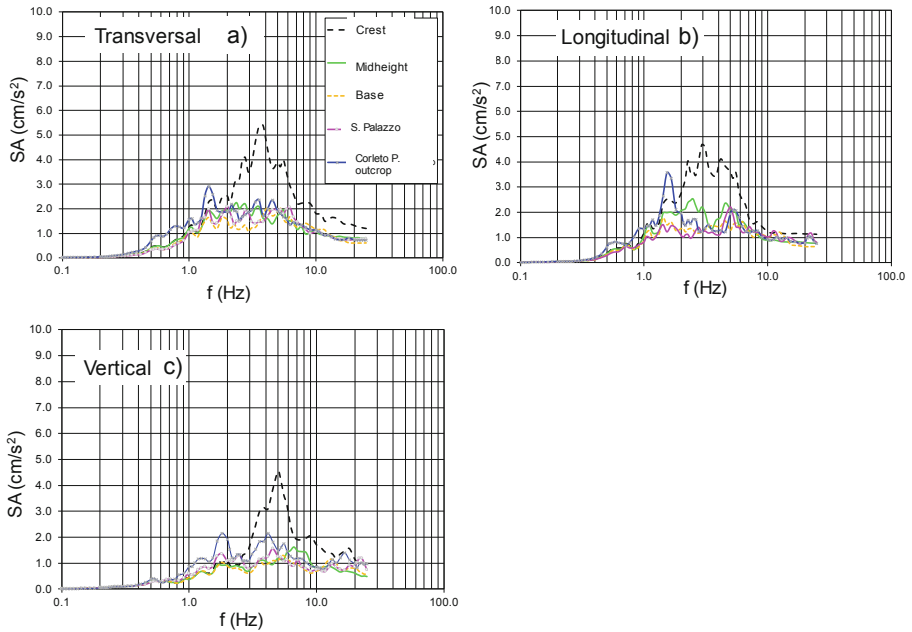 10.0
9.0
8.0
7.0
6.0
5.0
4.0
3.0
2.0
1.0
0.0
SA (cm/s²)
Transversal a)
Crest
Midheight
Base
S. Palazzo
Corleto P.
outcrop
0.1 1.0 10.0 100.0
f (Hz)
10.0
9.0
8.0
7.0
6.0
5.0
4.0
3.0
2.0
1.0
0.0
SA (cm/s²)
Longitudinal b)
0.1 1.0 10.0 100.0
f (Hz)
10.0
9.0
8.0
7.0
6.0
5.0
4.0
3.0
2.0
1.0
0.0
SA (cm/s²)
Vertical c)
0.1 1.0 10.0 100.0
f (Hz)